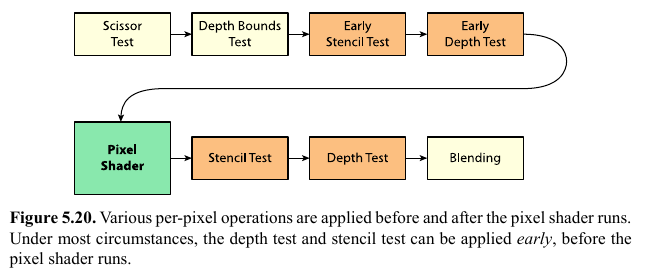 Scissor
Test
Depth Bounds
Test
Early
Stencil Test
Early
Depth Test
Pixel
Shader
Stencil Test
Depth Test
Blending
Figure 5.20. Various per-pixel operations are applied before and after the pixel shader runs.
Under most circumstances, the depth test and stencil test can be applied early, before the
pixel shader runs.